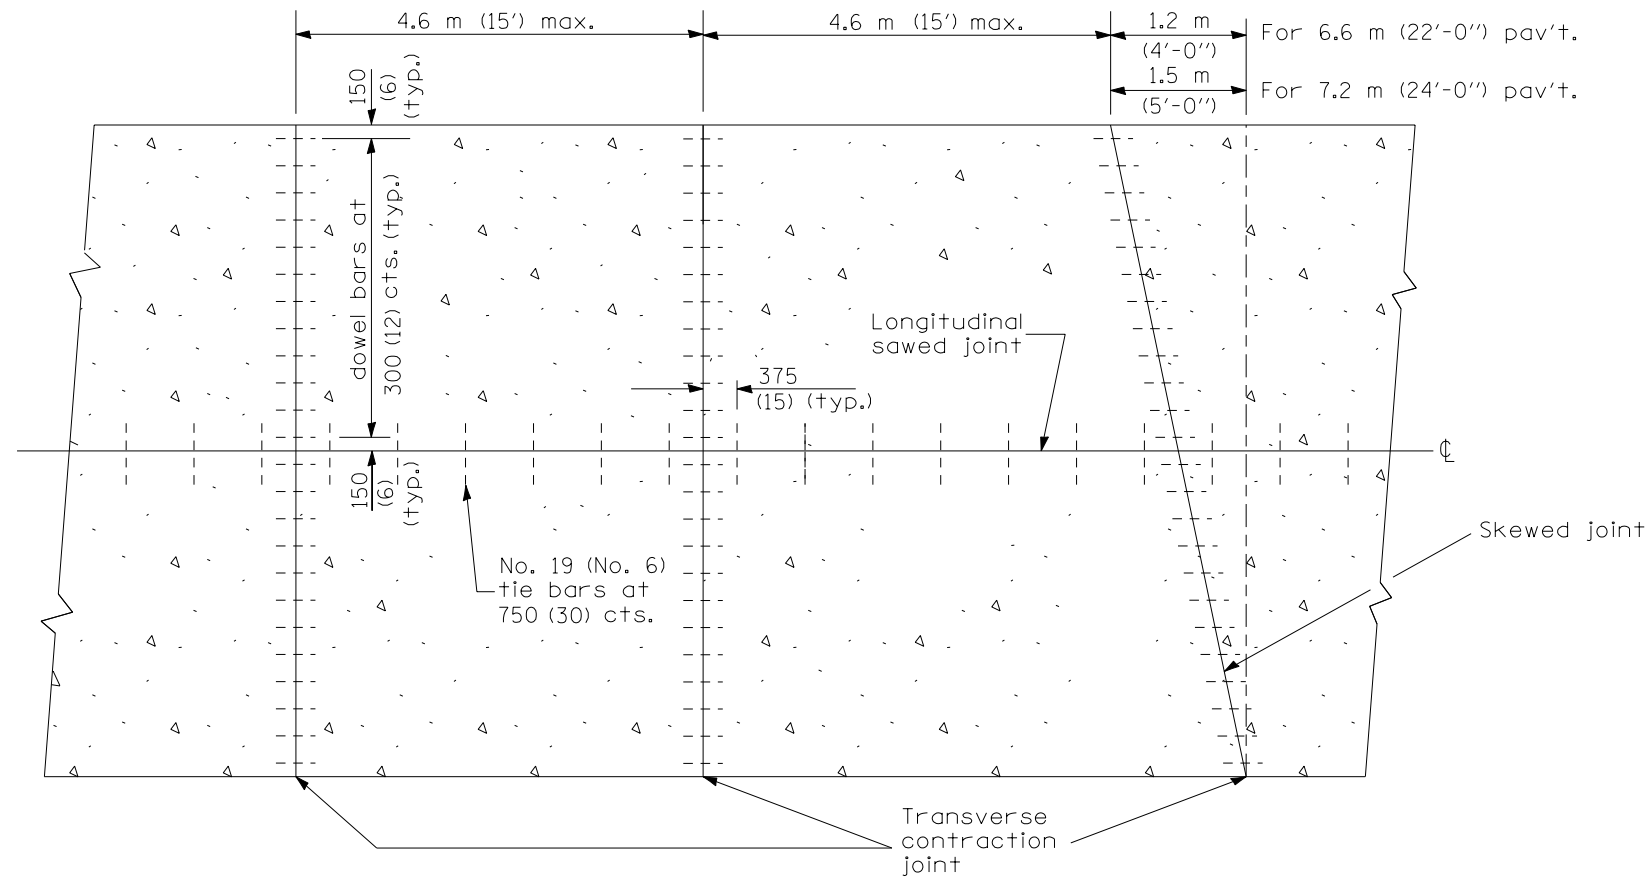 4.6 m (15') max.
4.6 m (15') max.
1.2 m
(4'-0")
For 6.6 m (22'-0") pav't.
1.5 m
(5'-0")
For 7.2 m (24'-0") pav't.
150
(6)
(typ.)
dowel bars at
300 (12) cts. (typ.)
Longitudinal
sawed joint
375
(15) (typ.)
℄
150
(6)
(typ.)
No. 19 (No. 6)
tie bars at
750 (30) cts.
Skewed joint
Transverse
contraction
joint